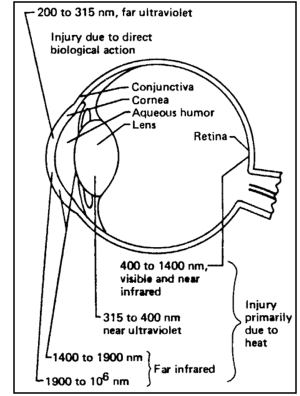 200 to 315 nm, far ultraviolet
Injury due to direct
biological action
Conjunctiva
Cornea
Aqueous humor
Lens
Retina
400 to 1400 nm,
visible and near
infrared
315 to 400 nm
near ultraviolet
Injury
primarily
due to
heat
1400 to 1900 nm
Far infrared
1900 to 10⁶ nm